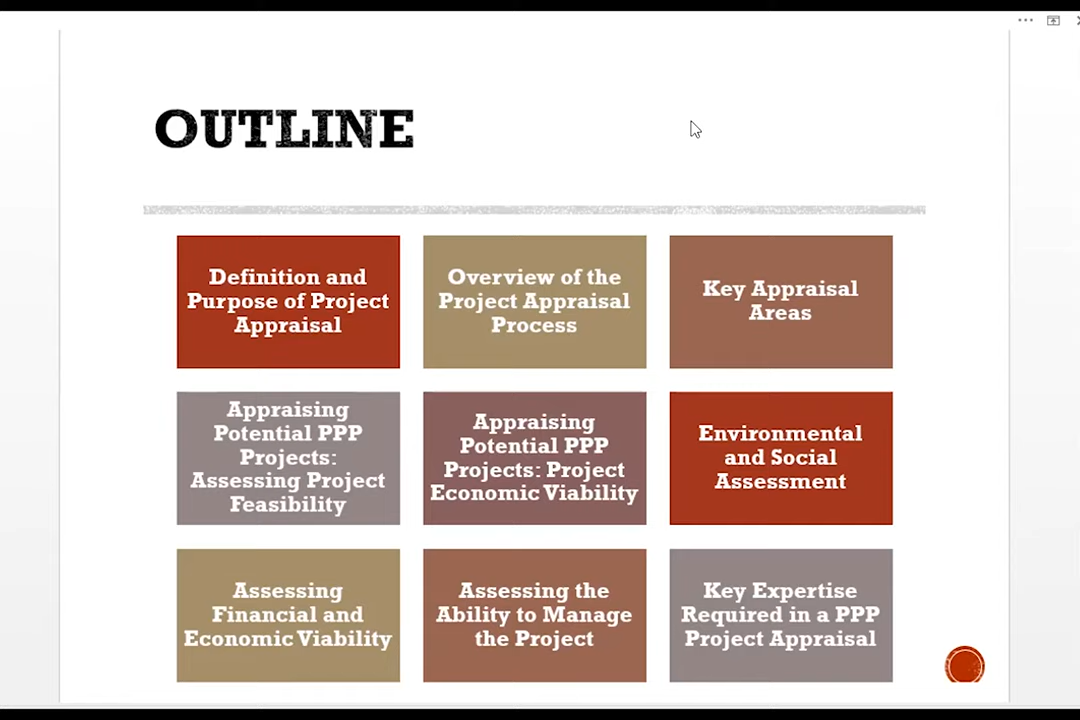 OUTLINE
Definition and
Purpose of Project
Appraisal
Overview of the
Project Appraisal
Process
Key Appraisal
Areas
Appraising
Potential PPP
Projects:
Assessing Project
Feasibility
Appraising
Potential PPP
Projects: Project
Economic Viability
Environmental
and Social
Assessment
Assessing
Financial and
Economic Viability
Assessing the
Ability to Manage
the Project
Key Expertise
Required in a PPP
Project Appraisal